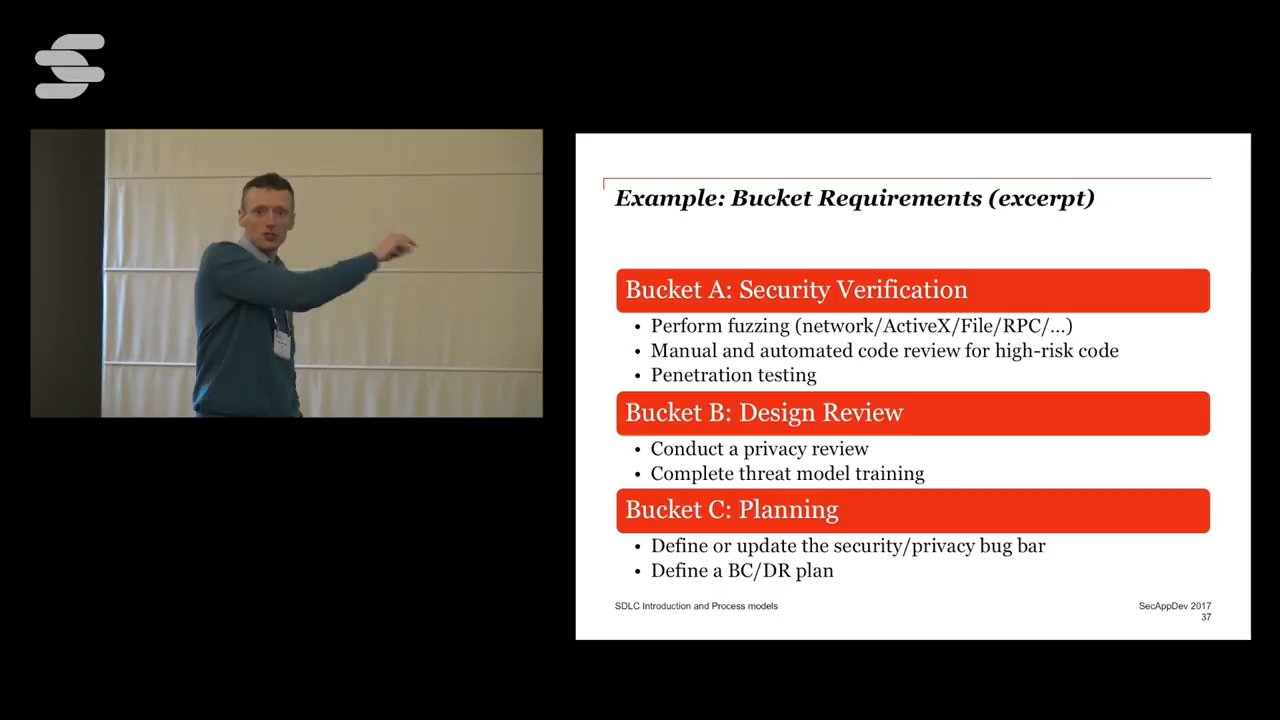 Example: Bucket Requirements (excerpt)
Bucket A: Security Verification
• Perform fuzzing (network/ActiveX/File/RPC/...)
• Manual and automated code review for high-risk code
• Penetration testing
Bucket B: Design Review
• Conduct a privacy review
• Complete threat model training
Bucket C: Planning
• Define or update the security/privacy bug bar
• Define a BC/DR plan
SDLC Introduction and Process models
SecAppDev 2017
37